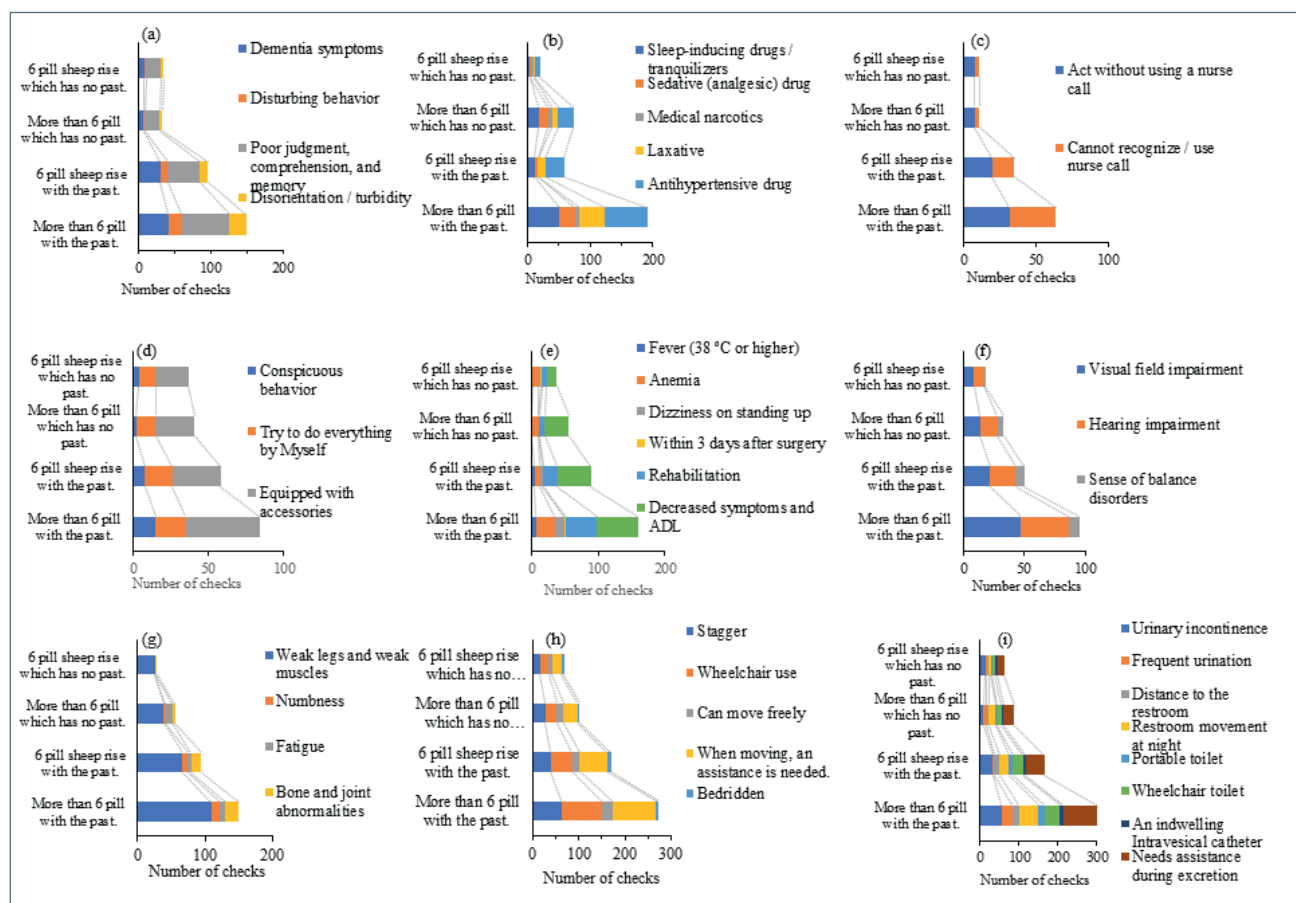 (a)
6 pill sheep rise
which has no past.
More than 6 pill
which has no past.
6 pill sheep rise
with the past.
More than 6 pill
with the past.
0
100
200
Number of checks
Dementia symptoms
Disturbing behavior
Poor judgment,
comprehension, and
memory
Disorientation / turbidity
(b)
6 pill sheep rise
which has no past.
More than 6 pill
which has no past.
6 pill sheep rise
with the past.
More than 6 pill
with the past.
0
100
200
Number of checks
Sleep-inducing drugs /
tranquilizers
Sedative (analgesic) drug
Medical narcotics
Laxative
Antihypertensive drug
(c)
6 pill sheep rise
which has no past.
More than 6 pill
which has no past.
6 pill sheep rise
with the past.
More than 6 pill
with the past.
0
50
100
Number of checks
Act without using a nurse
call
Cannot recognize / use
nurse call
(d)
6 pill sheep rise
which has no
past.
More than 6 pill
which has no
past.
6 pill sheep rise
with the past.
More than 6 pill
with the past.
0
50
100
Number of checks
Conspicuous
behavior
Try to do everything
by Myself
Equipped with
accessories
(e)
6 pill sheep rise
which has no past.
More than 6 pill
which has no past.
6 pill sheep rise
with the past.
More than 6 pill
with the past.
0
100
200
Number of checks
Fever (38 °C or higher)
Anemia
Dizziness on standing up
Within 3 days after surgery
Rehabilitation
Decreased symptoms and
ADL
(f)
6 pill sheep rise
which has no past.
More than 6 pill
which has no past.
6 pill sheep rise
with the past.
More than 6 pill
with the past.
0
50
100
Number of checks
Visual field impairment
Hearing impairment
Sense of balance
disorders
(g)
6 pill sheep rise
which has no past.
More than 6 pill
which has no past.
6 pill sheep rise
with the past.
More than 6 pill
with the past.
0
100
200
Number of checks
Weak legs and weak
muscles
Numbness
Fatigue
Bone and joint
abnormalities
(h)
6 pill sheep rise
which has no…
More than 6 pill
which has no…
6 pill sheep rise
with the past.
More than 6 pill
with the past.
0
100
200
300
Number of checks
Stagger
Wheelchair use
Can move freely
When moving, an
assistance is needed.
Bedridden
(i)
6 pill sheep rise
which has no
past.
More than 6 pill
which has no
past.
6 pill sheep rise
with the past.
More than 6 pill
with the past.
0
100
200
300
Number of checks
Urinary incontinence
Frequent urination
Distance to the
restroom
Restroom movement
at night
Portable toilet
Wheelchair toilet
An indwelling
Intravesical catheter
Needs assistance
during excretion